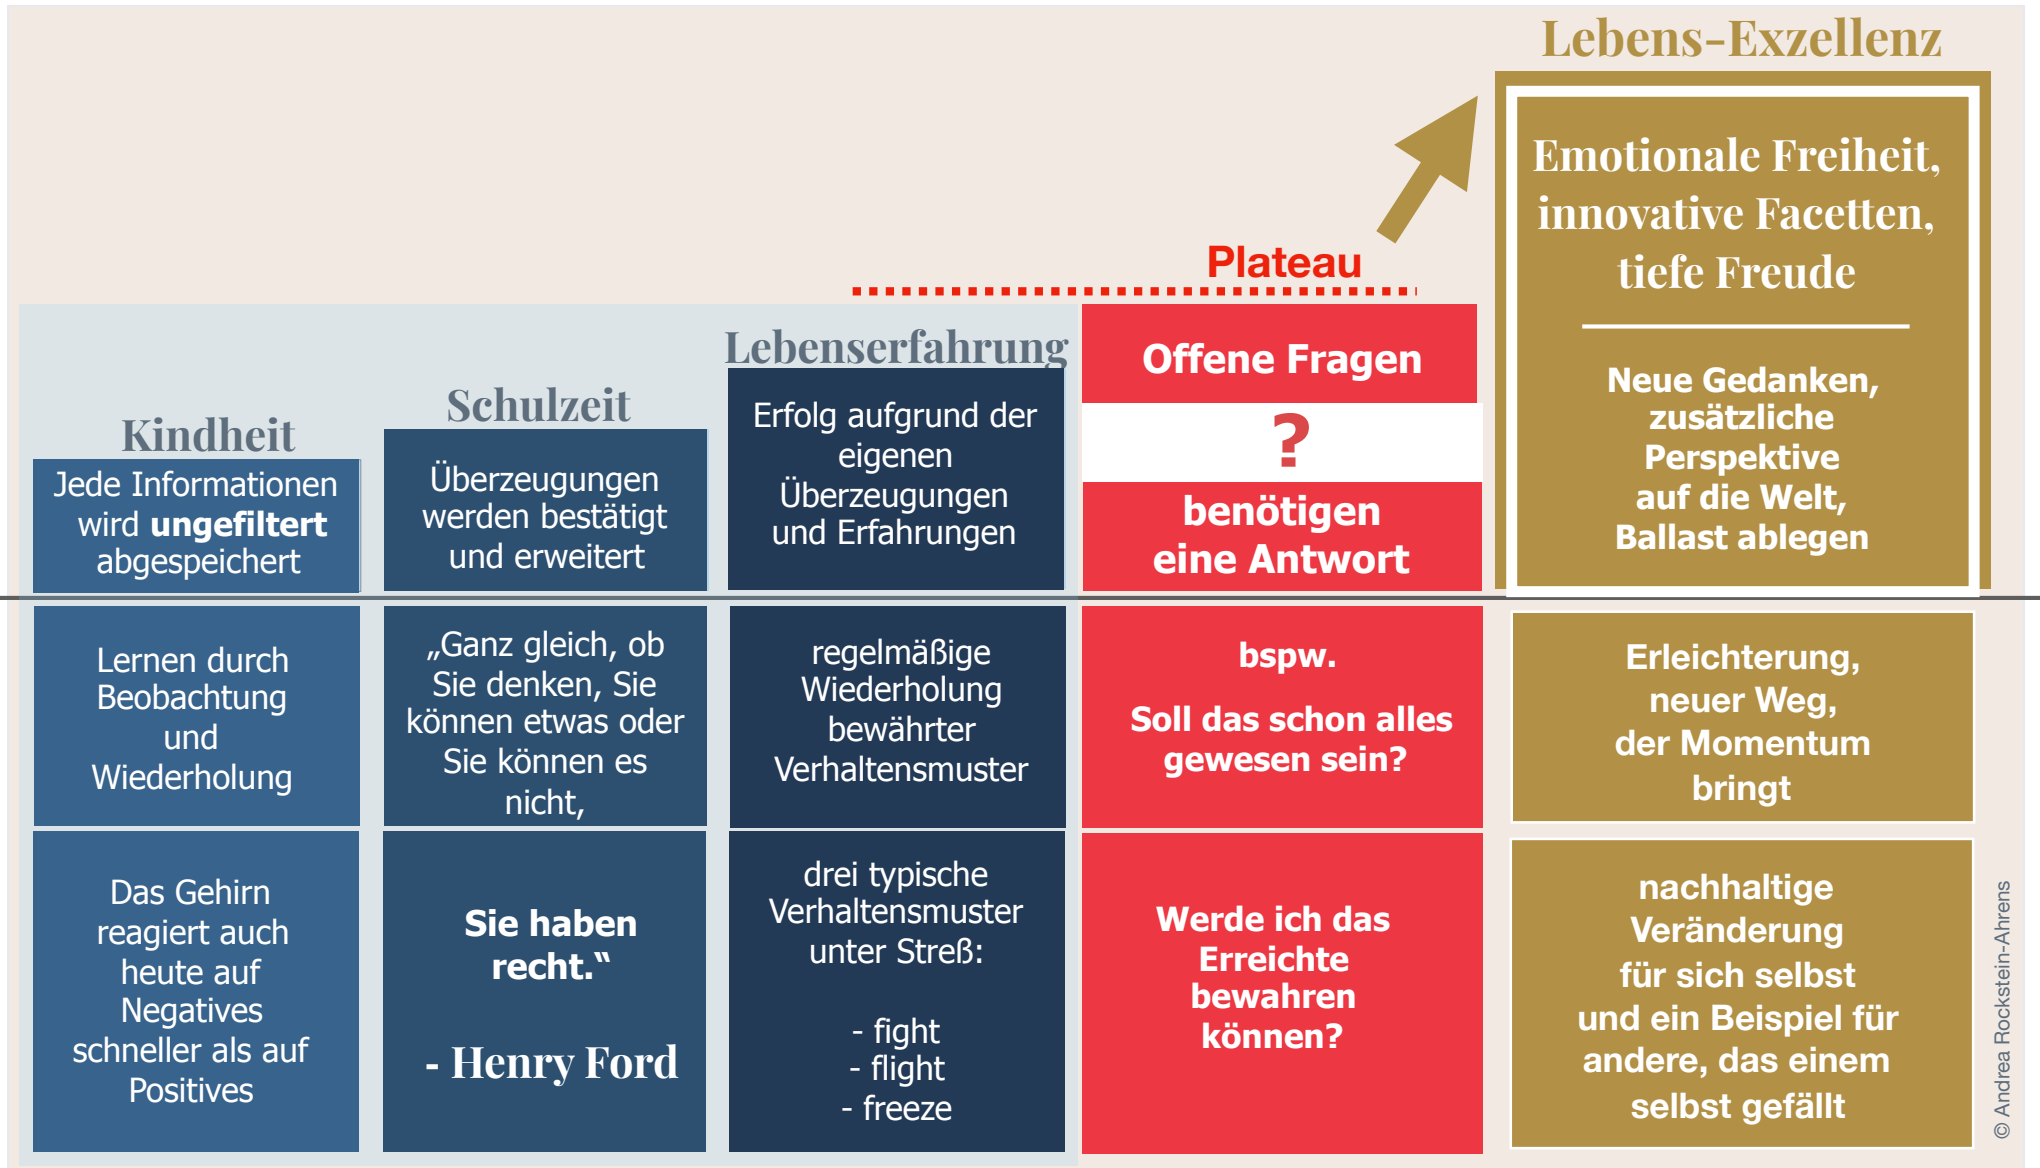 Kindheit
Jede Informationen
wird ungefiltert
abgespeichert
Lernen durch
Beobachtung
und
Wiederholung
Das Gehirn
reagiert auch
heute auf
Negatives
schneller als auf
Positives
Schulzeit
Überzeugungen
werden bestätigt
und erweitert
„Ganz gleich, ob
Sie denken, Sie
können etwas oder
Sie können es
nicht,
Sie haben
recht.“
- Henry Ford
Lebenserfahrung
Erfolg aufgrund der
eigenen
Überzeugungen
und Erfahrungen
regelmäßige
Wiederholung
bewährter
Verhaltensmuster
drei typische
Verhaltensmuster
unter Streß:
- fight
- flight
- freeze
Plateau
Offene Fragen
?
benötigen
eine Antwort
bspw.
Soll das schon alles
gewesen sein?
Werde ich das
Erreichte
bewahren
können?
Lebens-Exzellenz
Emotionale Freiheit,
innovative Facetten,
tiefe Freude
Neue Gedanken,
zusätzliche
Perspektive
auf die Welt,
Ballast ablegen
Erleichterung,
neuer Weg,
der Momentum
bringt
nachhaltige
Veränderung
für sich selbst
und ein Beispiel für
andere, das einem
selbst gefällt
© Andrea Rockstein-Ahrens